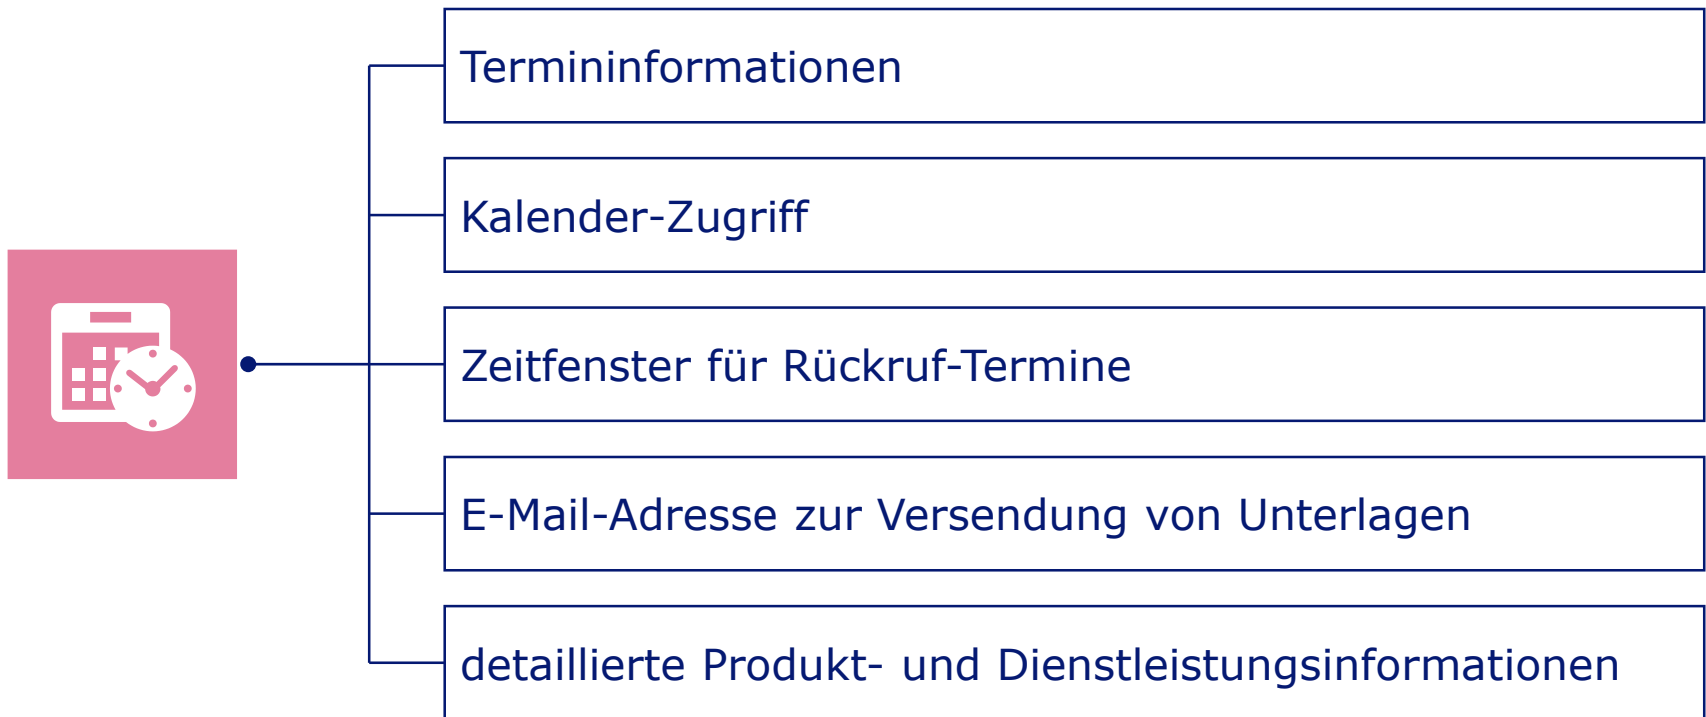 Termininformationen
Kalender-Zugriff
Zeitfenster für Rückruf-Termine
E-Mail-Adresse zur Versendung von Unterlagen
detaillierte Produkt- und Dienstleistungsinformationen